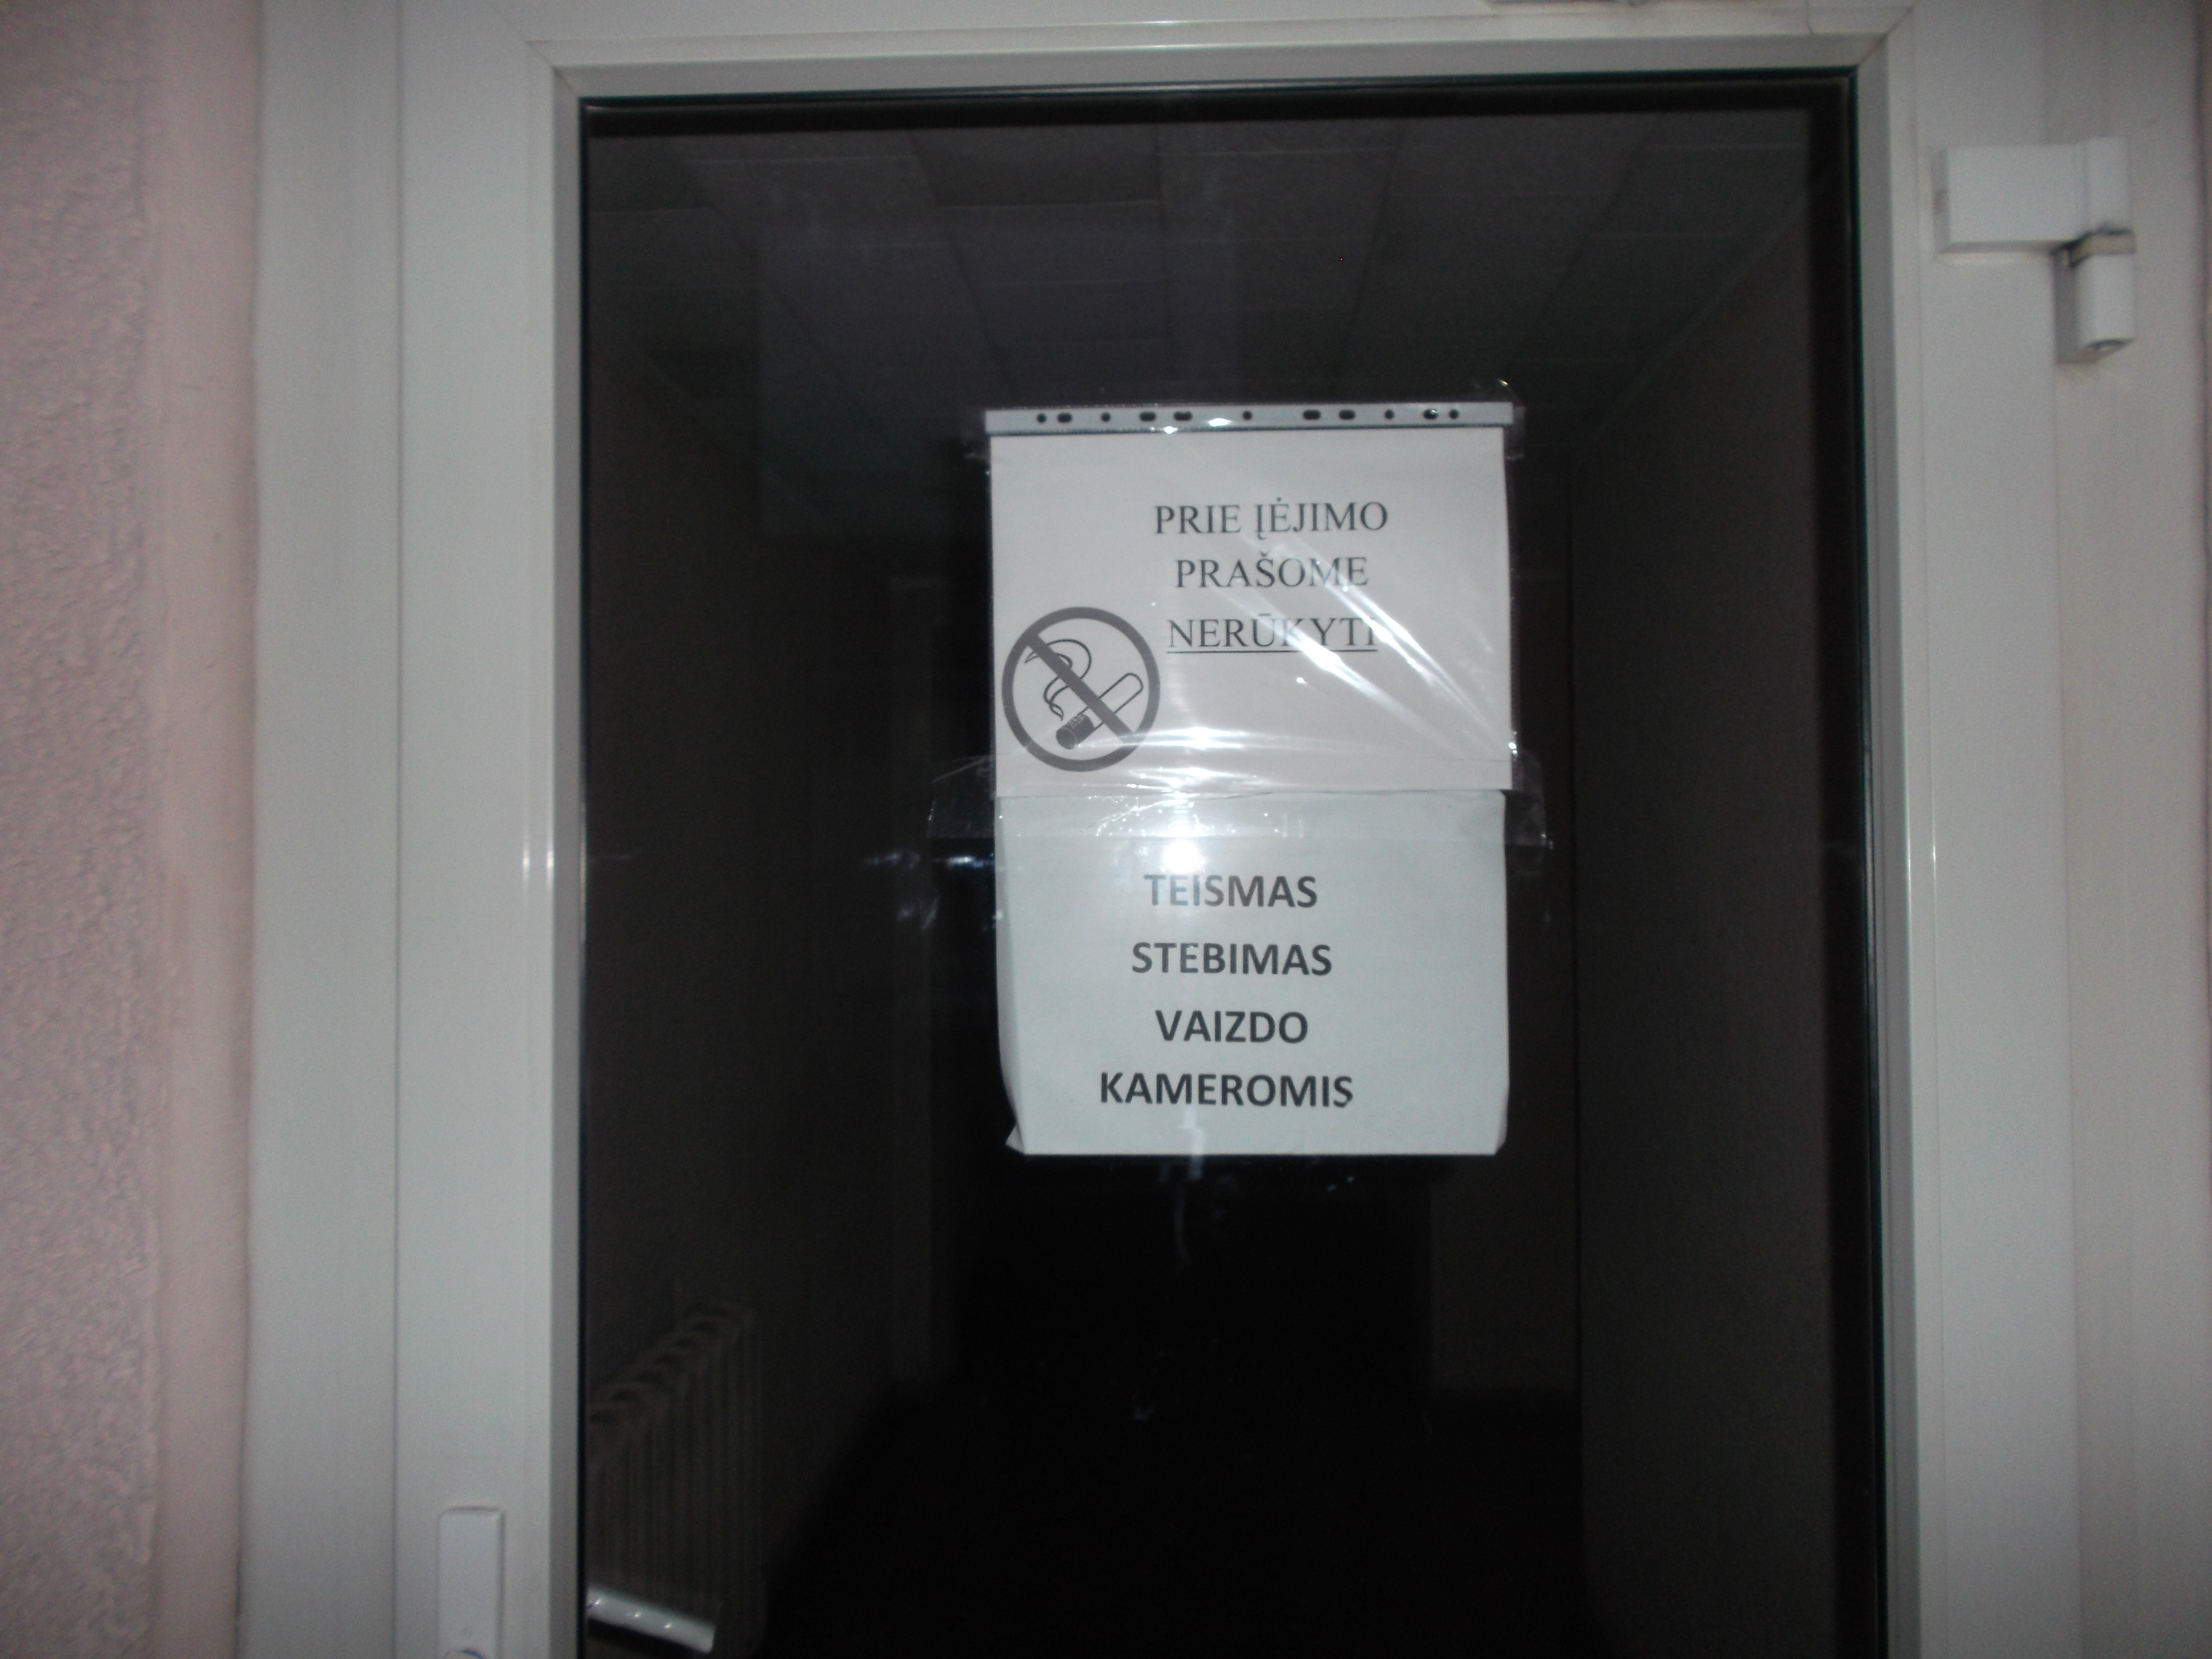 PRIE ĮĖJIMO
PRAŠOME
NERŪKYTI
TEISMAS
STEBIMAS
VAIZDO
KAMEROMIS